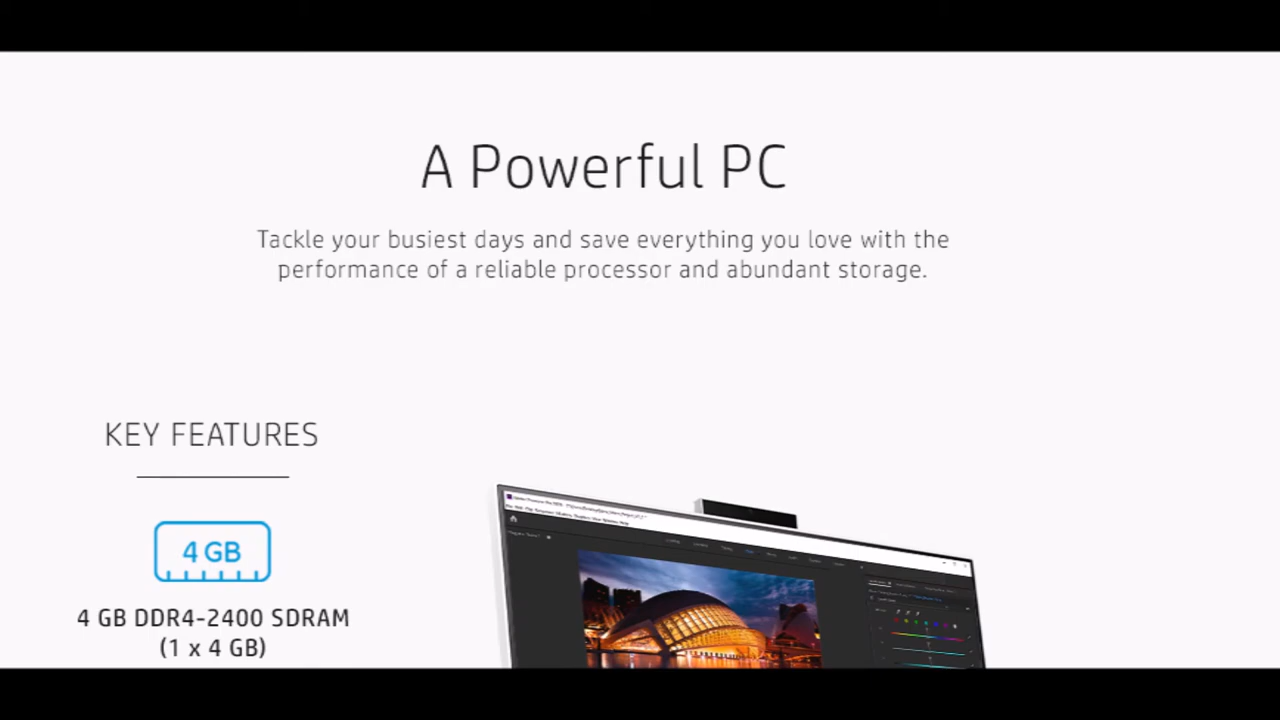 A Powerful PC
Tackle your busiest days and save everything you love with the
performance of a reliable processor and abundant storage.
KEY FEATURES
4 GB
4 GB DDR4-2400 SDRAM
(1 x 4 GB)